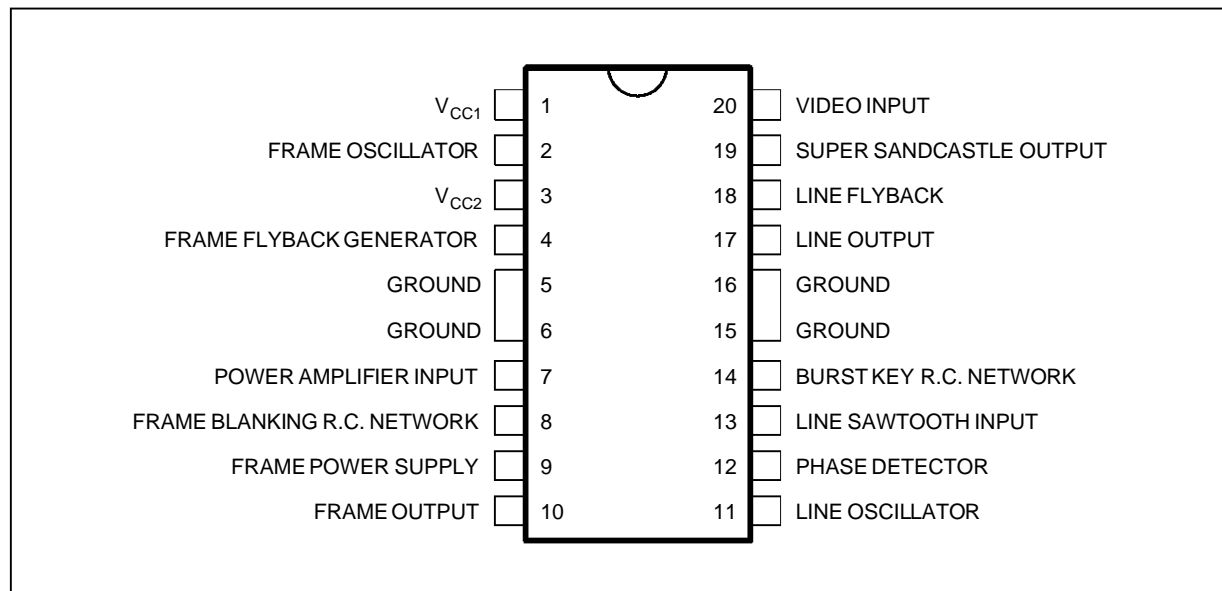 V_CC1 1 20 VIDEO INPUT
FRAME OSCILLATOR 2 19 SUPER SANDCASTLE OUTPUT
V_CC2 3 18 LINE FLYBACK
FRAME FLYBACK GENERATOR 4 17 LINE OUTPUT
GROUND 5 16 GROUND
GROUND 6 15 GROUND
POWER AMPLIFIER INPUT 7 14 BURST KEY R.C. NETWORK
FRAME BLANKING R.C. NETWORK 8 13 LINE SAWTOOTH INPUT
FRAME POWER SUPPLY 9 12 PHASE DETECTOR
FRAME OUTPUT 10 11 LINE OSCILLATOR